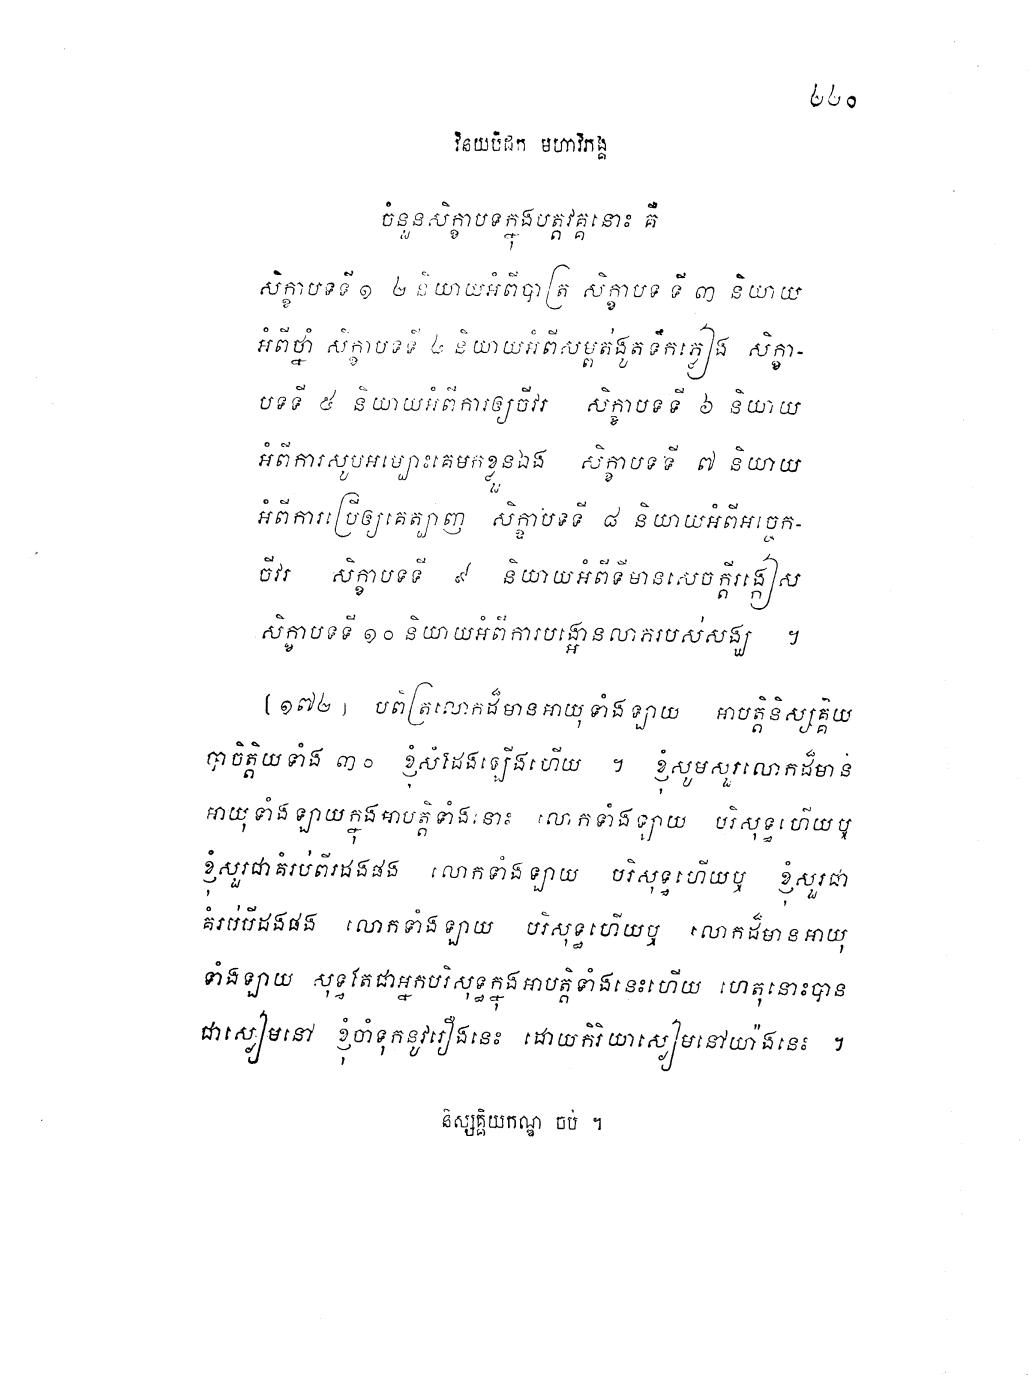 ២២០
វិនយបិដក មហាវិភង្គ
ចំនួនសិក្ខាបទក្នុងបត្តវគ្គនោះ គឺ
សិក្ខាបទទី ១ ២ និយាយអំពីបាត្រ សិក្ខាបទ ទី ៣ និយាយ
អំពីថ្នាំ សិក្ខាបទទី ៤ និយាយអំពីសម្ពត់ងូតទឹកភ្លៀង សិក្ខា-
បទទី ៥ និយាយអំពីការឲ្យចីវរ សិក្ខាបទទី ៦ និយាយ
អំពីការសូបអម្បោះគេមកខ្លួនឯង សិក្ខាបទទី ៧ និយាយ
អំពីការប្រើឲ្យគេត្បាញ សិក្ខាបទទី ៨ និយាយអំពីអច្ចេក-
ចីវរ សិក្ខាបទទី ៩ និយាយអំពីទីមានសេចក្តីរង្កៀស
សិក្ខាបទទី ១០ និយាយអំពីការបង្អោនលាភរបស់សង្ឃ ។
(១៧២) បពិត្រលោកដ៏មានអាយុទាំងឡាយ អាបត្តិនិស្សគ្គិយ
បាចិត្តិយទាំង ៣០ ខ្ញុំសំដែងឡើងហើយ ។ ខ្ញុំសូមសួរលោកដ៏មាន
អាយុទាំងឡាយក្នុងអាបត្តិទាំងនោះ លោកទាំងឡាយ បរិសុទ្ធហើយឬ
ខ្ញុំសួរជាគំរប់ពីរដងផង លោកទាំងឡាយ បរិសុទ្ធហើយឬ ខ្ញុំសួរជា
គំរប់បីដងផង លោកទាំងឡាយ បរិសុទ្ធហើយឬ លោកដ៏មានអាយុ
ទាំងឡាយ សុទ្ធតែជាអ្នកបរិសុទ្ធក្នុងអាបត្តិទាំងនេះហើយ ហេតុនោះបាន
ជាស្ងៀមនៅ ខ្ញុំចាំទុកនូវរឿងនេះ ដោយកិរិយាស្ងៀមនៅយ៉ាងនេះ ។
និស្សគ្គិយកណ្ឌ ចប់ ។